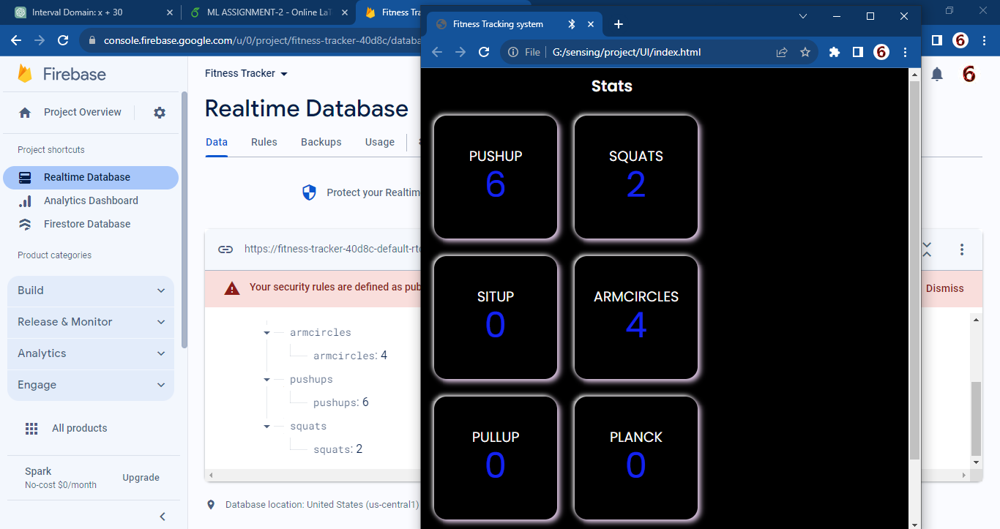 Interval Domain: x + 30
ML ASSIGNMENT-2 - Online LaT
Fitness Tra
console.firebase.google.com/u/0/project/fitness-tracker-40d8c/databa
6
Firebase
Project Overview
Project shortcuts
Realtime Database
Analytics Dashboard
Firestore Database
Product categories
Build
Release & Monitor
Analytics
Engage
All products
Spark
No-cost $0/month
Upgrade
Fitness Tracker
6
Realtime Database
Data
Rules
Backups
Usage
Protect your Realtim
https://fitness-tracker-40d8c-default-rtd
Your security rules are defined as pub
Dismiss
armcircles
armcircles: 4
pushups
pushups: 6
squats
squats: 2
Database location: United States (us-central1)
Fitness Tracking system
File
G:/sensing/project/UI/index.html
6
Stats
PUSHUP
6
SQUATS
2
SITUP
0
ARMCIRCLES
4
PULLUP
0
PLANCK
0